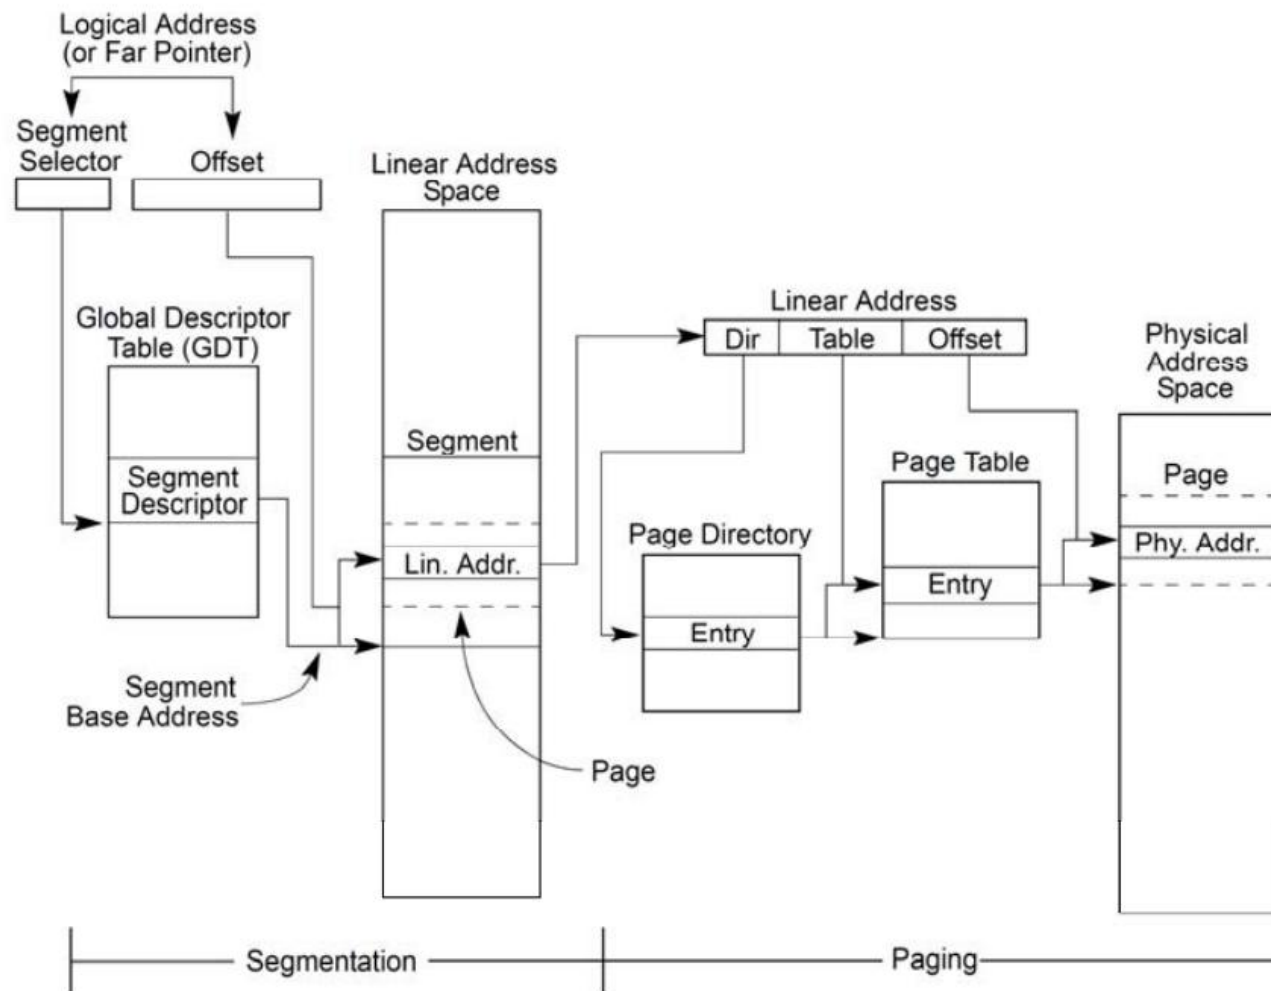 Logical Address
(or Far Pointer)
Segment
Selector
Offset
Linear Address
Space
Global Descriptor
Table (GDT)
Segment
Descriptor
Segment
Lin. Addr.
Segment
Base Address
Page
Linear Address
Dir
Table
Offset
Page Directory
Entry
Page Table
Entry
Physical
Address
Space
Page
Phy. Addr.
Segmentation
Paging